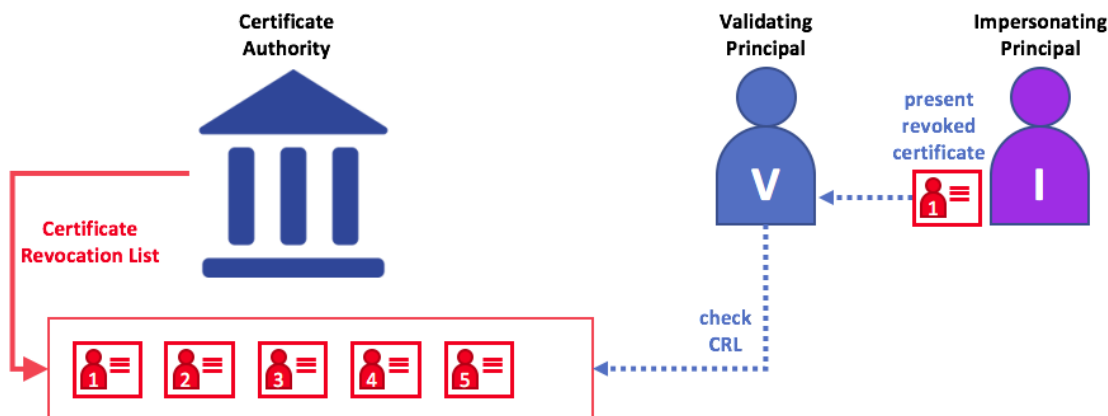 Certificate
Authority
Validating
Principal
Impersonating
Principal
present
revoked
certificate
V
1
I
Certificate
Revocation List
check
CRL
1
2
3
4
5